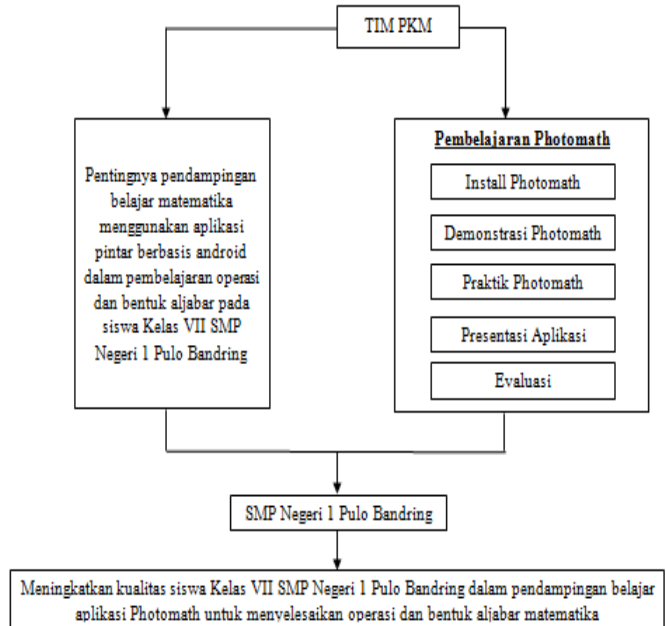 TIM PKM
Pentingnya pendampingan
belajar matematika
menggunakan aplikasi
pintar berbasis android
dalam pembelajaran operasi
dan bentuk aljabar pada
siswa Kelas VII SMP
Negeri 1 Pulo Bandring
Pembelajaran Photomath
Install Photomath
Demonstrasi Photomath
Praktik Photomath
Presentasi Aplikasi
Evaluasi
SMP Negeri 1 Pulo Bandring
Meningkatkan kualitas siswa Kelas VII SMP Negeri 1 Pulo Bandring dalam pendampingan belajar
aplikasi Photomath untuk menyelesaikan operasi dan bentuk aljabar matematika